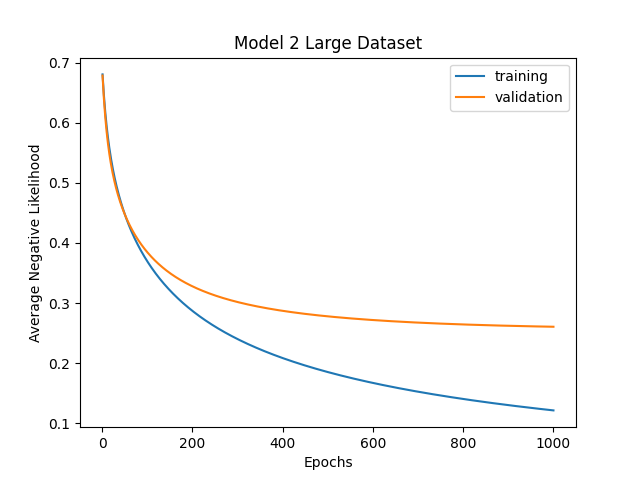 Model 2 Large Dataset
training
validation
Average Negative Likelihood
0.7
0.6
0.5
0.4
0.3
0.2
0.1
0
200
400
600
800
1000
Epochs